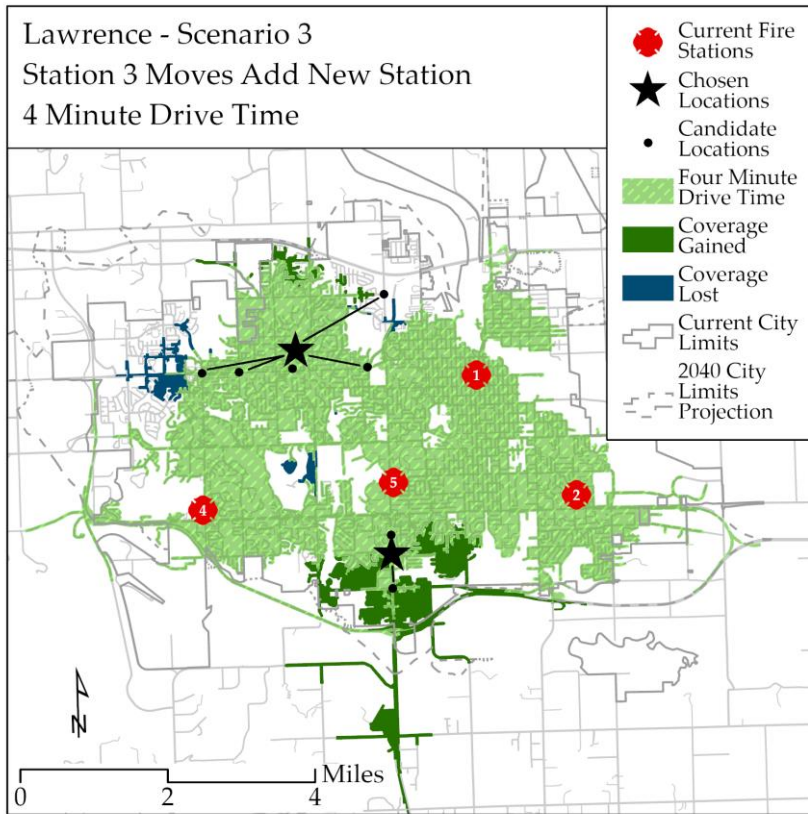 Lawrence - Scenario 3
Station 3 Moves Add New Station
4 Minute Drive Time
Current Fire
Stations
Chosen
Locations
Candidate
Locations
Four Minute
Drive Time
Coverage
Gained
Coverage
Lost
Current City
Limits
2040 City
Limits
Projection
1
5
2
4
N
Miles
0 2 4